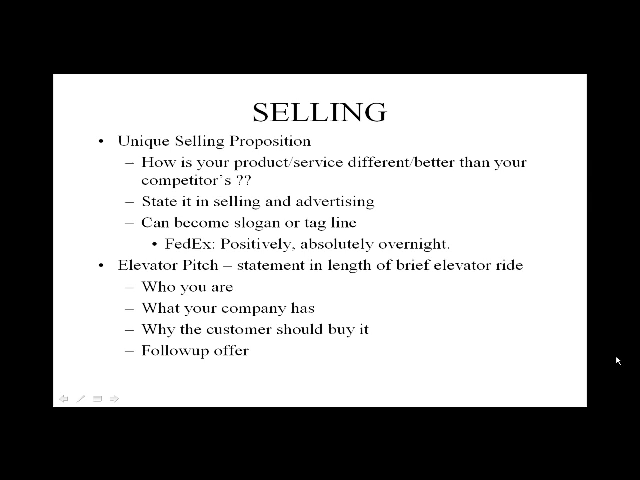 SELLING
• Unique Selling Proposition
– How is your product/service different/better than your
competitor's ??
– State it in selling and advertising
– Can become slogan or tag line
• FedEx: Positively, absolutely overnight.
• Elevator Pitch – statement in length of brief elevator ride
– Who you are
– What your company has
– Why the customer should buy it
– Followup offer